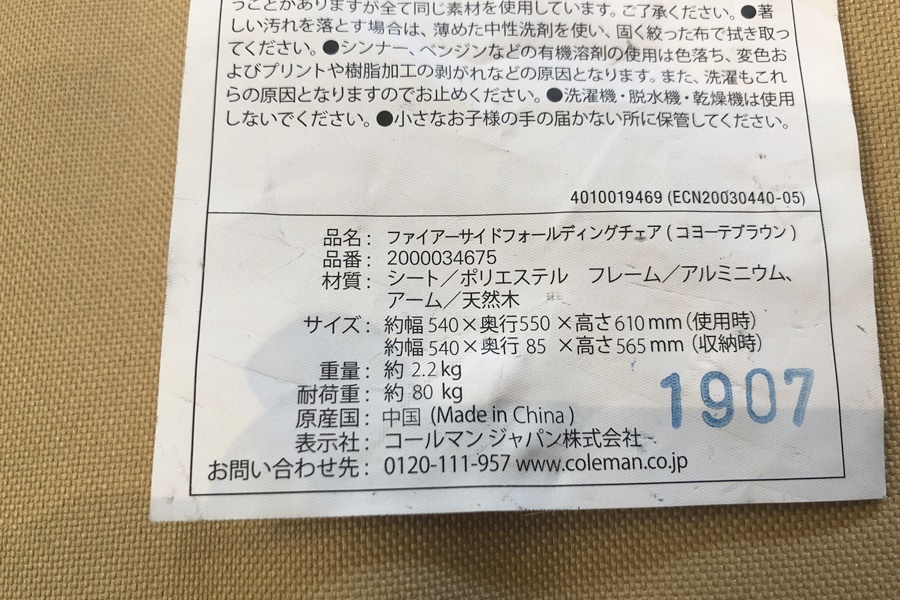 うことがありますが全て同じ素材を使用しています。ご了承ください。●著
しい汚れを落とす場合は、薄めた中性洗剤を使い、固く絞った布で拭き取っ
てください。●シンナー、ベンジンなどの有機溶剤の使用は色落ち、変色お
よびプリントや樹脂加工の剥がれなどの原因となります。また、洗濯もこれ
らの原因となりますのでお止めください。●洗濯機・脱水機・乾燥機は使用
しないでください。●小さなお子様の手の届かない所に保管してください。
4010019469 (ECN20030440-05)
品名： ファイアーサイドフォールディングチェア ( コヨーテブラウン )
品番： 2000034675
材質： シート／ポリエステル フレーム／アルミニウム、
アーム／天然木
サイズ： 約幅 540×奥行550 ×高さ610mm (使用時)
約幅 540×奥行 85 ×高さ565mm (収納時)
重量： 約 2.2kg
耐荷重： 約 80 kg
原産国： 中国 (Made in China )
表示社： コールマン ジャパン株式会社
お問い合わせ先： 0120-111-957 www.coleman.co.jp
1907